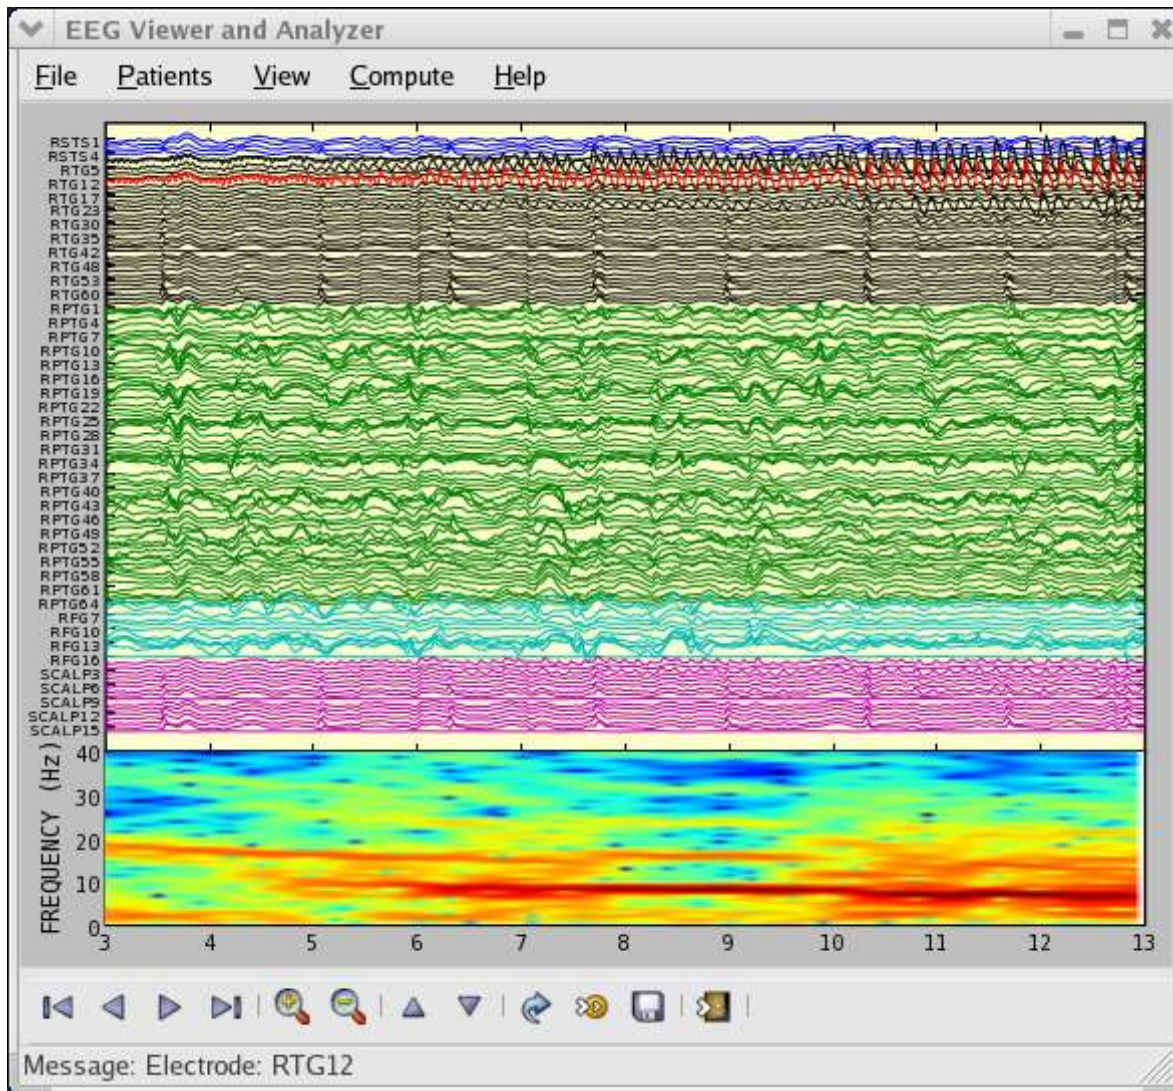 EEG Viewer and Analyzer
File Patients View Compute Help
RSTS1
RSTS4
RTG5
RTG12
RTG17
RTG23
RTG30
RTG35
RTG42
RTG48
RTG53
RTG60
RPTG1
RPTG4
RPTG7
RPTG10
RPTG13
RPTG16
RPTG19
RPTG22
RPTG25
RPTG28
RPTG31
RPTG34
RPTG37
RPTG40
RPTG43
RPTG46
RPTG49
RPTG52
RPTG55
RPTG58
RPTG61
RPTG64
RFG7
RFG10
RFG13
RFG16
SCALP3
SCALP6
SCALP9
SCALP12
SCALP15
FREQUENCY (Hz)
40
30
20
10
0
3 4 5 6 7 8 9 10 11 12 13
Message: Electrode: RTG12